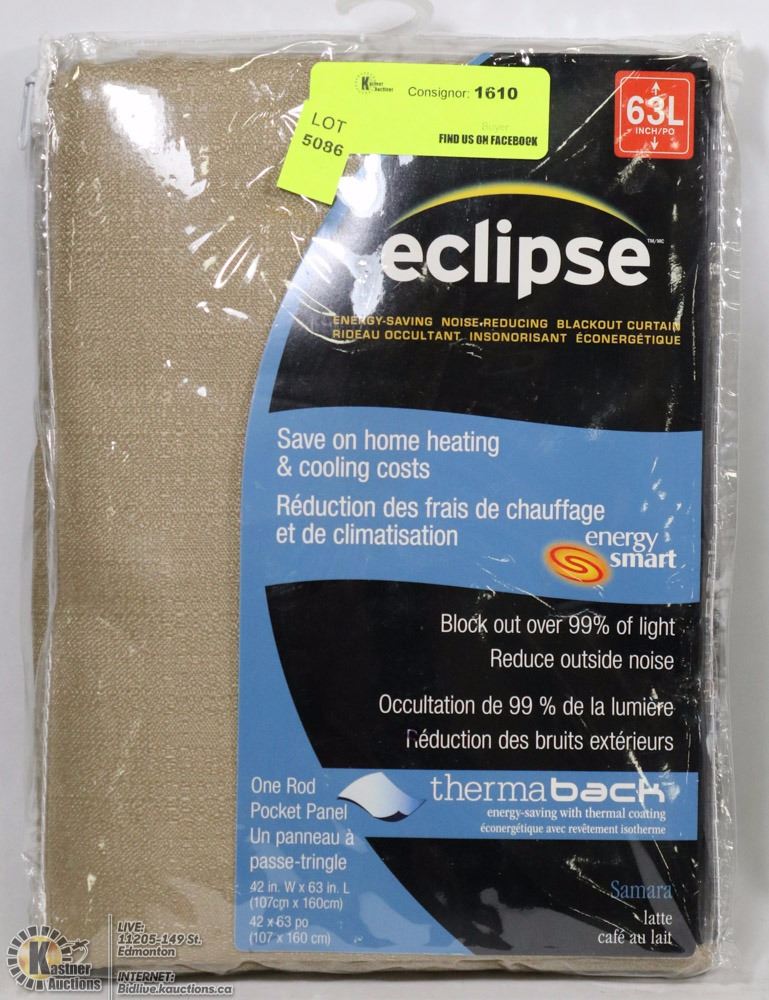 Kastner Auctions
Consignor: 1610
Buyer
FIND US ON FACEBOOK
LOT
5086
63L
INCH/PO
eclipse TM/MC
ENERGY-SAVING NOISE-REDUCING BLACKOUT CURTAIN
RIDEAU OCCULTANT INSONORISANT ÉCONERGÉTIQUE
Save on home heating
& cooling costs
Réduction des frais de chauffage
et de climatisation
energy
smart
Block out over 99% of light
Reduce outside noise
Occultation de 99 % de la lumière
Réduction des bruits extérieurs
One Rod
Pocket Panel
Un panneau à
passe-tringle
42 in. W x 63 in. L
(107cm x 160cm)
42 x 63 po
(107 x 160 cm)
thermaback
energy-saving with thermal coating
éconergétique avec revêtement isotherme
Samara
latte
café au lait
LIVE:
11205-149 St.
Edmonton
INTERNET:
Bidlive.kauctions.ca
Kastner
Auctions